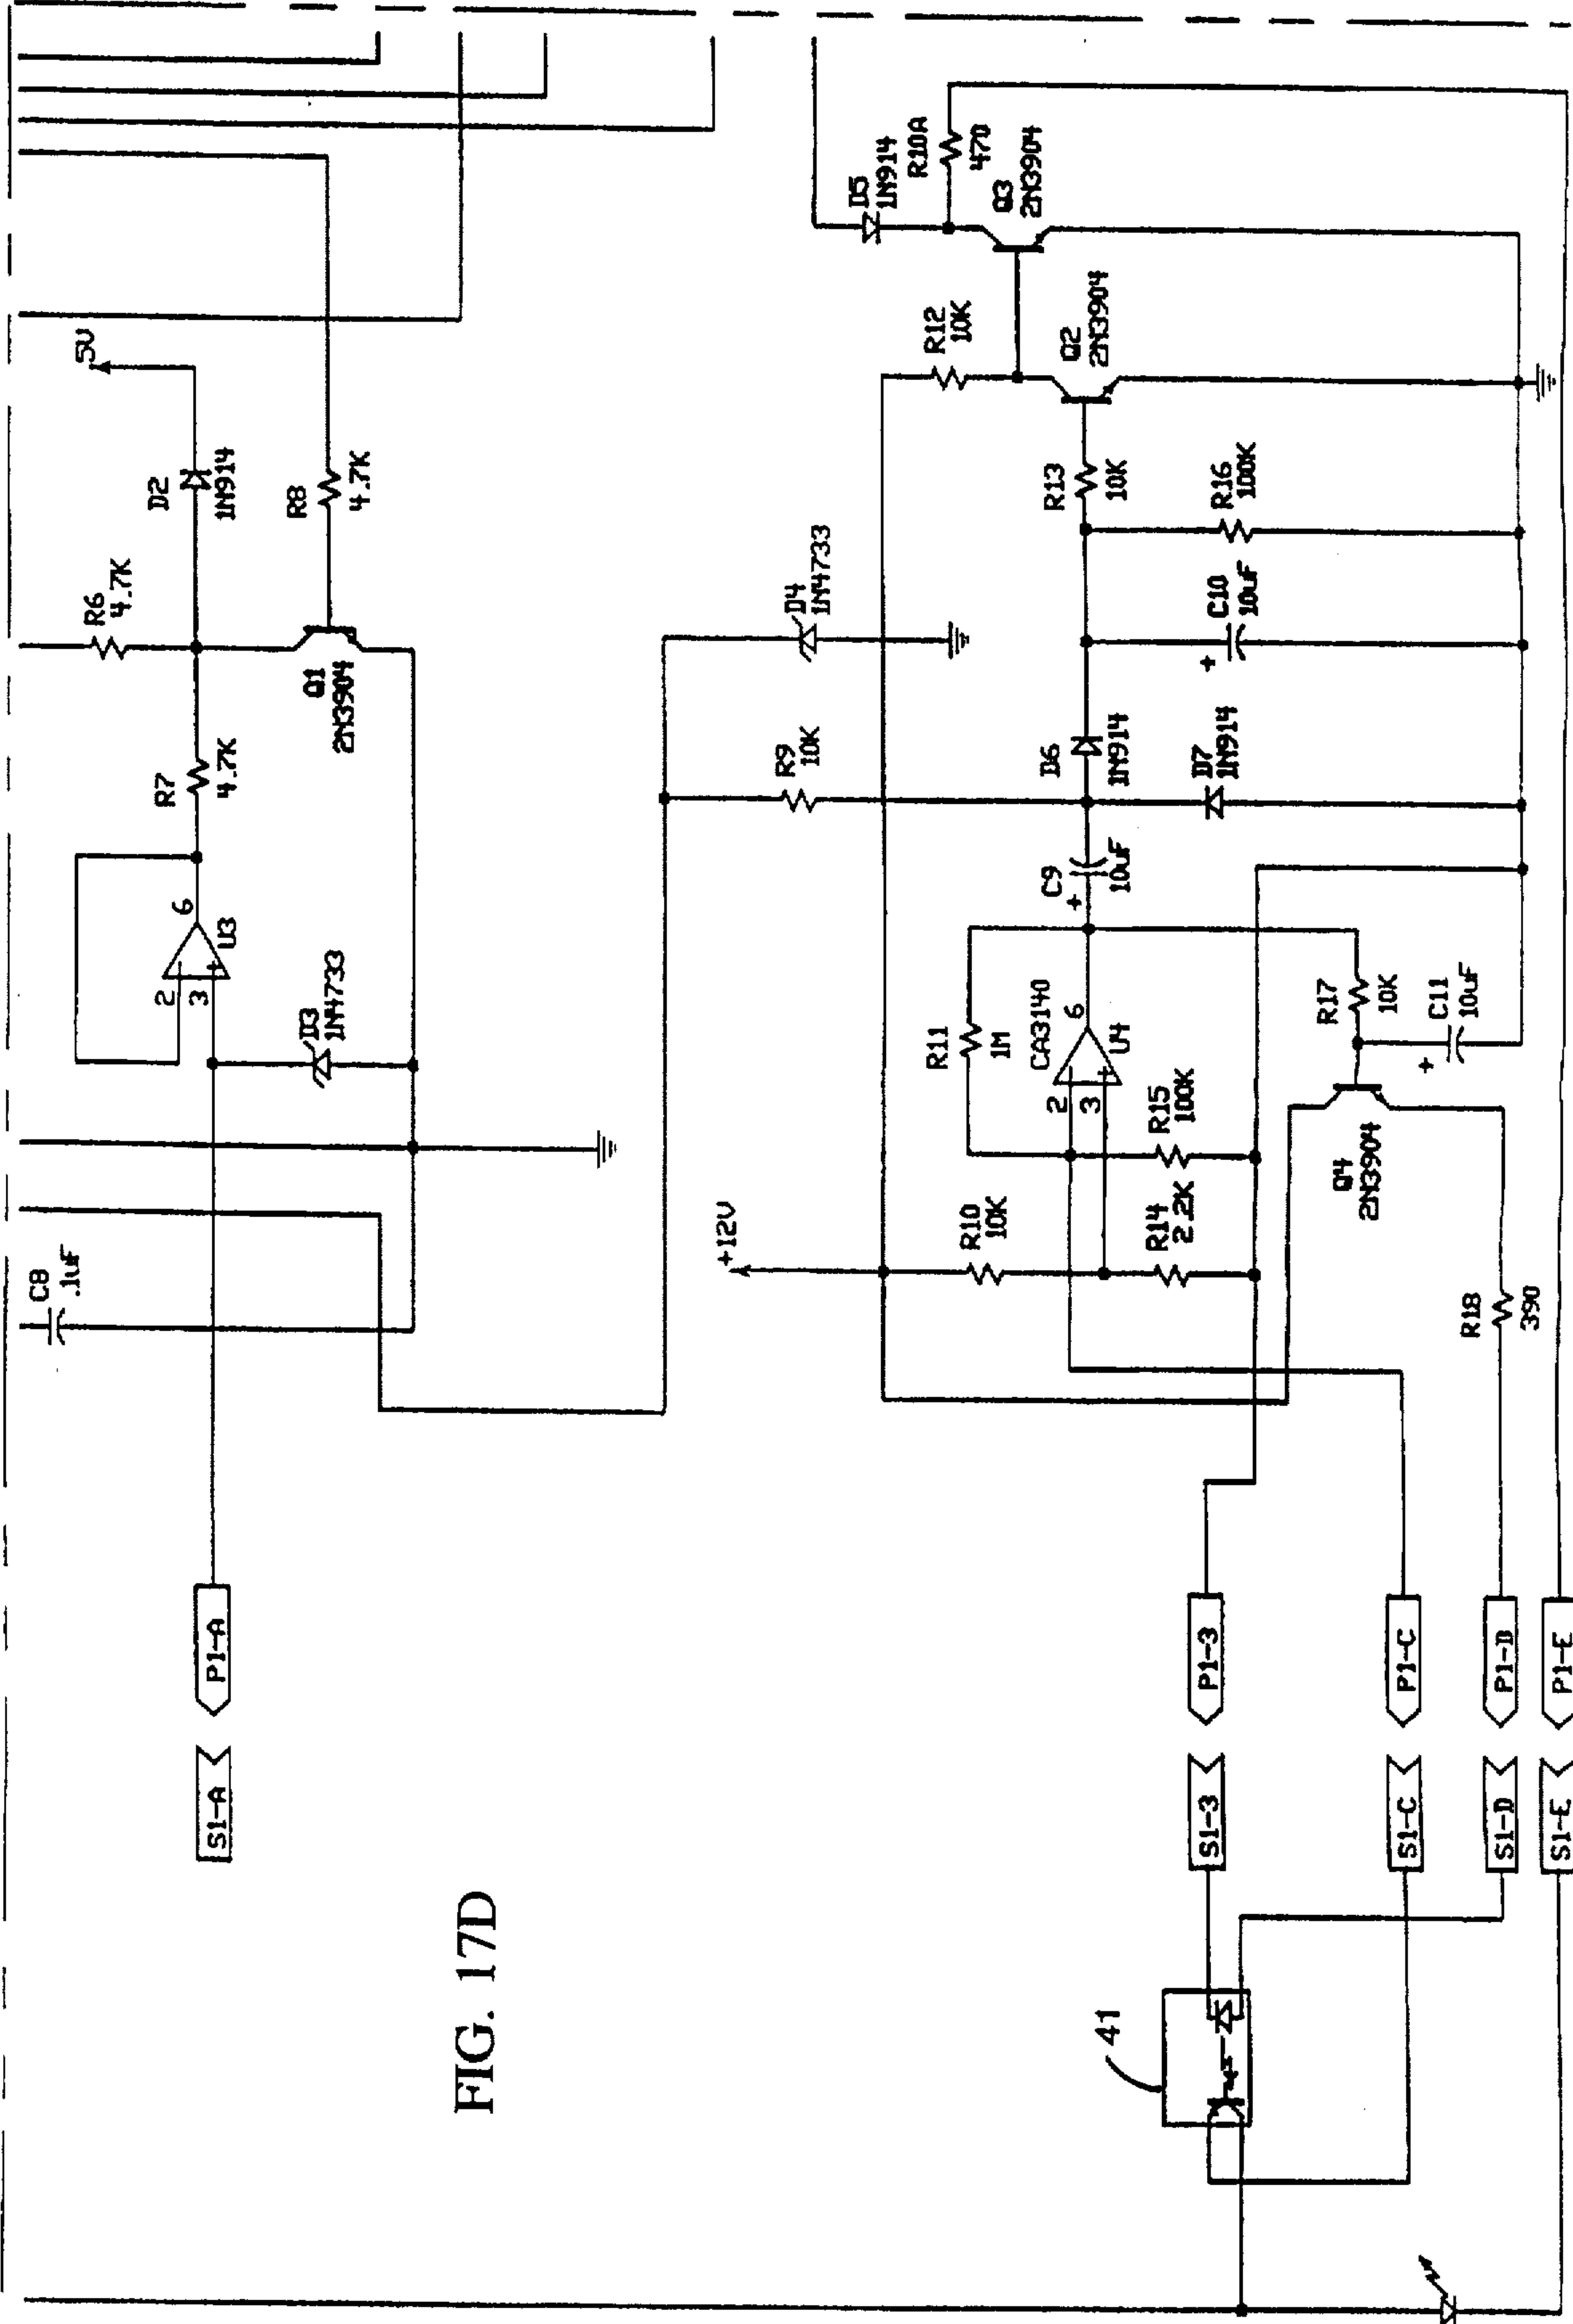 FIG. 17D
S1-A
P1-A
C8
.1uF
D3
1N4733
2
3
6
U3
R7
4.7K
R6
4.7K
Q1
2N3904
D2
1N914
5V
R8
4.7K
+12V
R9
10K
D4
1N4733
R10
10K
R14
2.2K
R15
100K
R11
1M
CA3140
2
3
6
U4
C9
+
10uF
D6
1N914
D7
1N914
C10
+
10uF
R13
10K
R16
100K
R12
10K
Q2
2N3904
D5
1N914
R10A
470
Q3
2N3904
R17
10K
C11
+
10uF
Q4
2N3904
R18
390
41
S1-3
P1-3
S1-C
P1-C
S1-D
P1-D
S1-E
P1-E